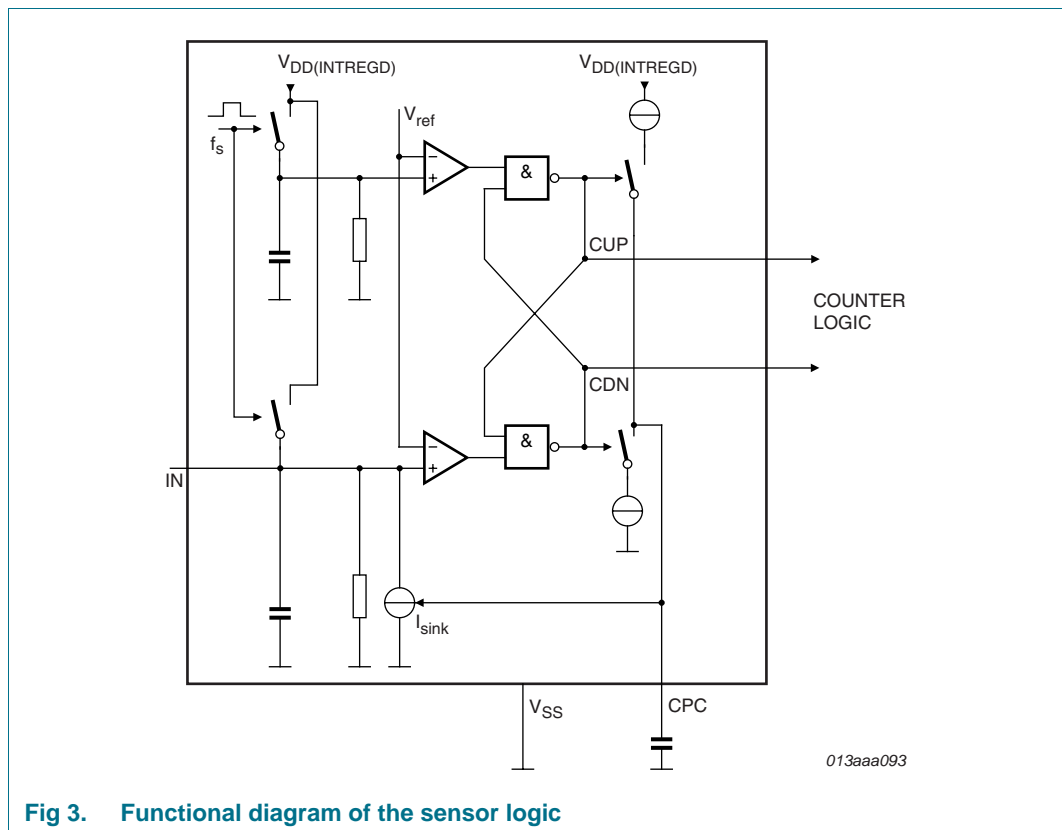 VDD(INTREGD)
VDD(INTREGD)
fs
Vref
−
+
&
CUP
COUNTER
LOGIC
CDN
−
+
&
IN
Isink
VSS
CPC
013aaa093
Fig 3. Functional diagram of the sensor logic